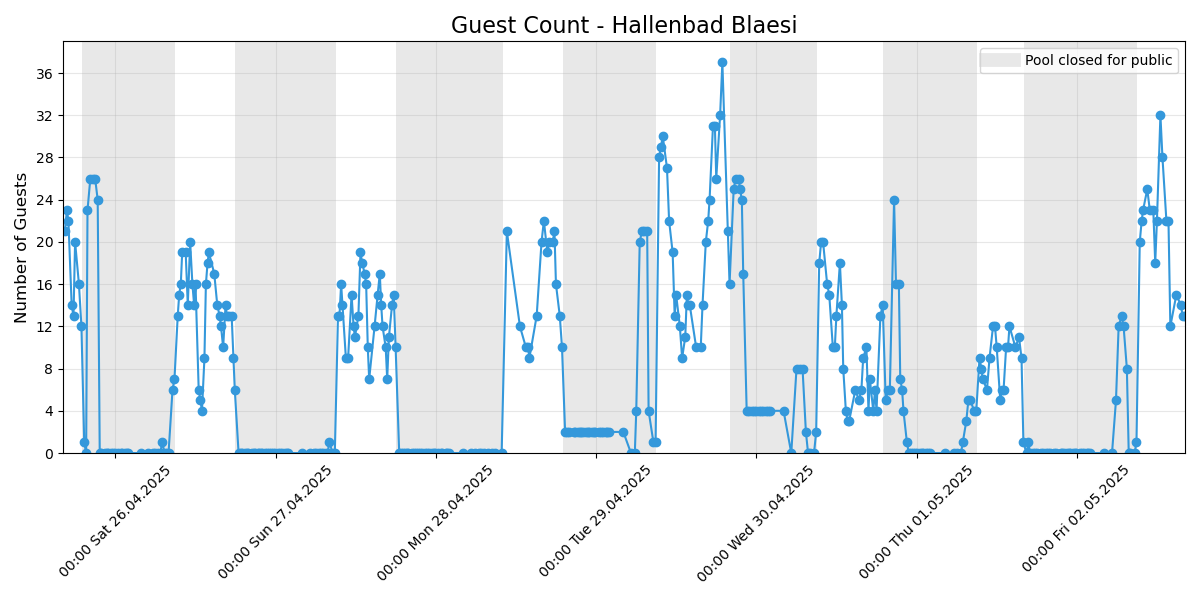 Guest Count - Hallenbad Blaesi
Pool closed for public
Number of Guests
36
32
28
24
20
16
12
8
4
0
00:00 Sat 26.04.2025
00:00 Sun 27.04.2025
00:00 Mon 28.04.2025
00:00 Tue 29.04.2025
00:00 Wed 30.04.2025
00:00 Thu 01.05.2025
00:00 Fri 02.05.2025